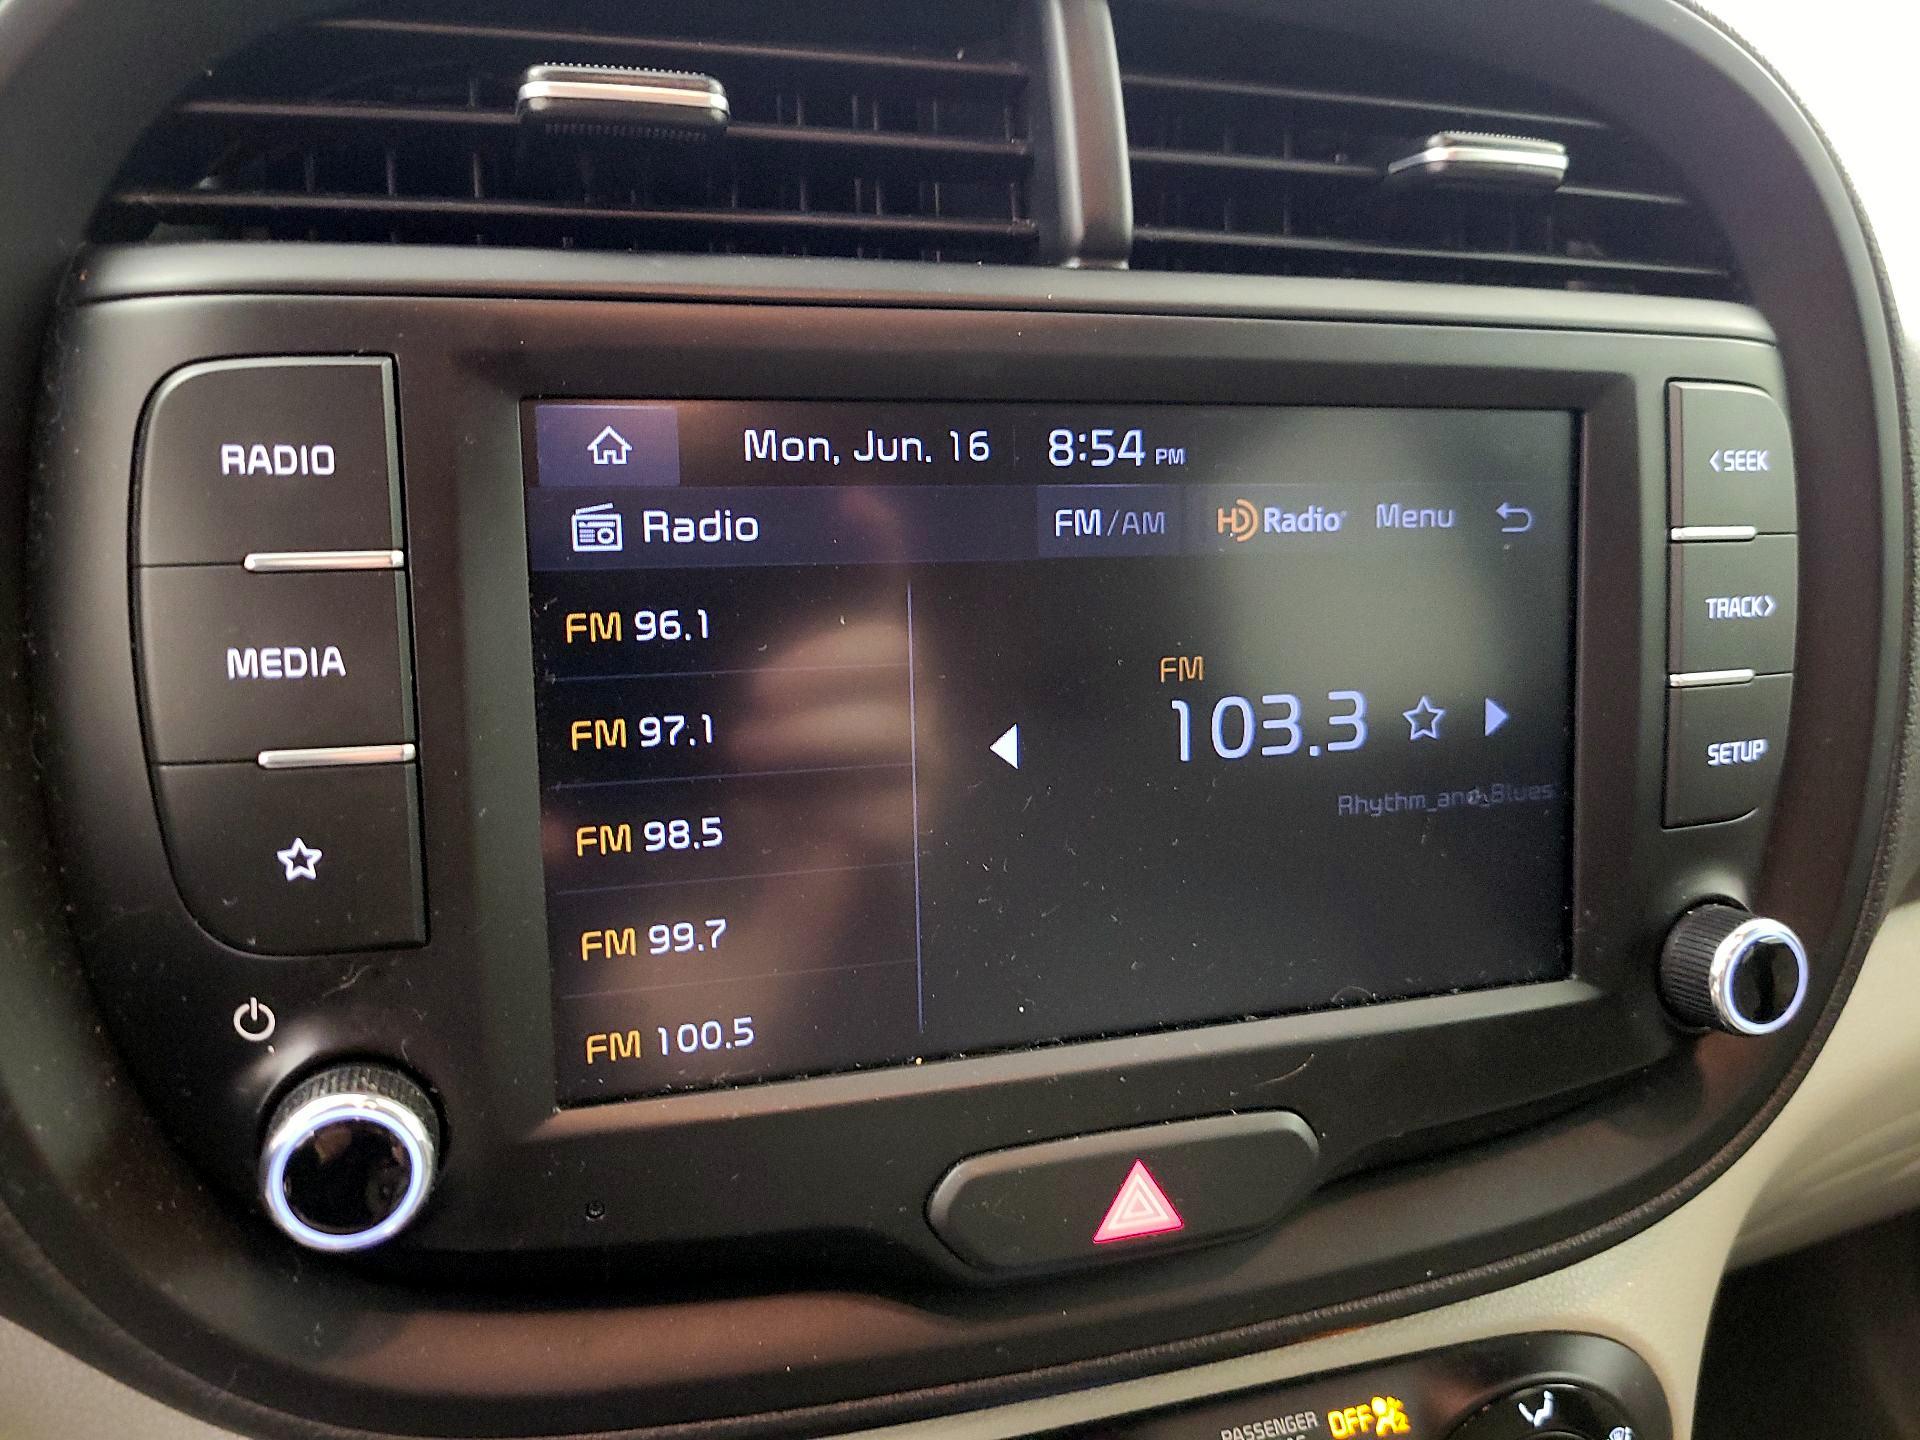 RADIO
MEDIA
Mon, Jun. 16 8:54 PM
Radio FM/AM HD Radio Menu
FM 96.1
FM 97.1
FM 98.5
FM 99.7
FM 100.5
FM
103.3
Rhythm_and_Blues
<SEEK
TRACK>
SETUP
PASSENGER
OFF